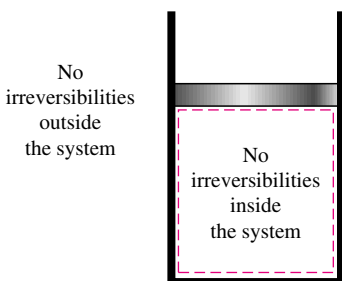 No
irreversibilities
outside
the system
No
irreversibilities
inside
the system